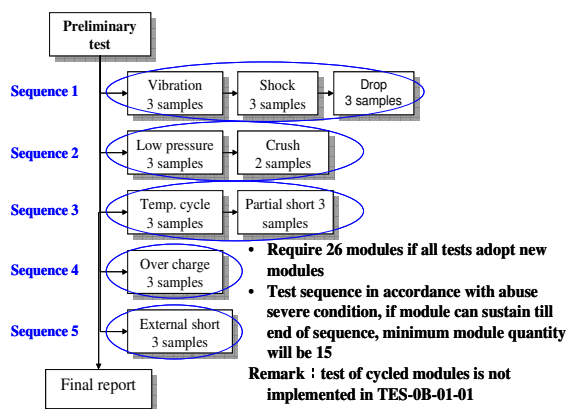 Preliminary
test
Sequence 1
Vibration
3 samples
Shock
3 samples
Drop
3 samples
Sequence 2
Low pressure
3 samples
Crush
2 samples
Sequence 3
Temp. cycle
3 samples
Partial short 3
samples
Sequence 4
Over charge
3 samples
Sequence 5
External short
3 samples
Final report
• Require 26 modules if all tests adopt new
modules
• Test sequence in accordance with abuse
severe condition, if module can sustain till
end of sequence, minimum module quantity
will be 15
Remark : test of cycled modules is not
implemented in TES-0B-01-01